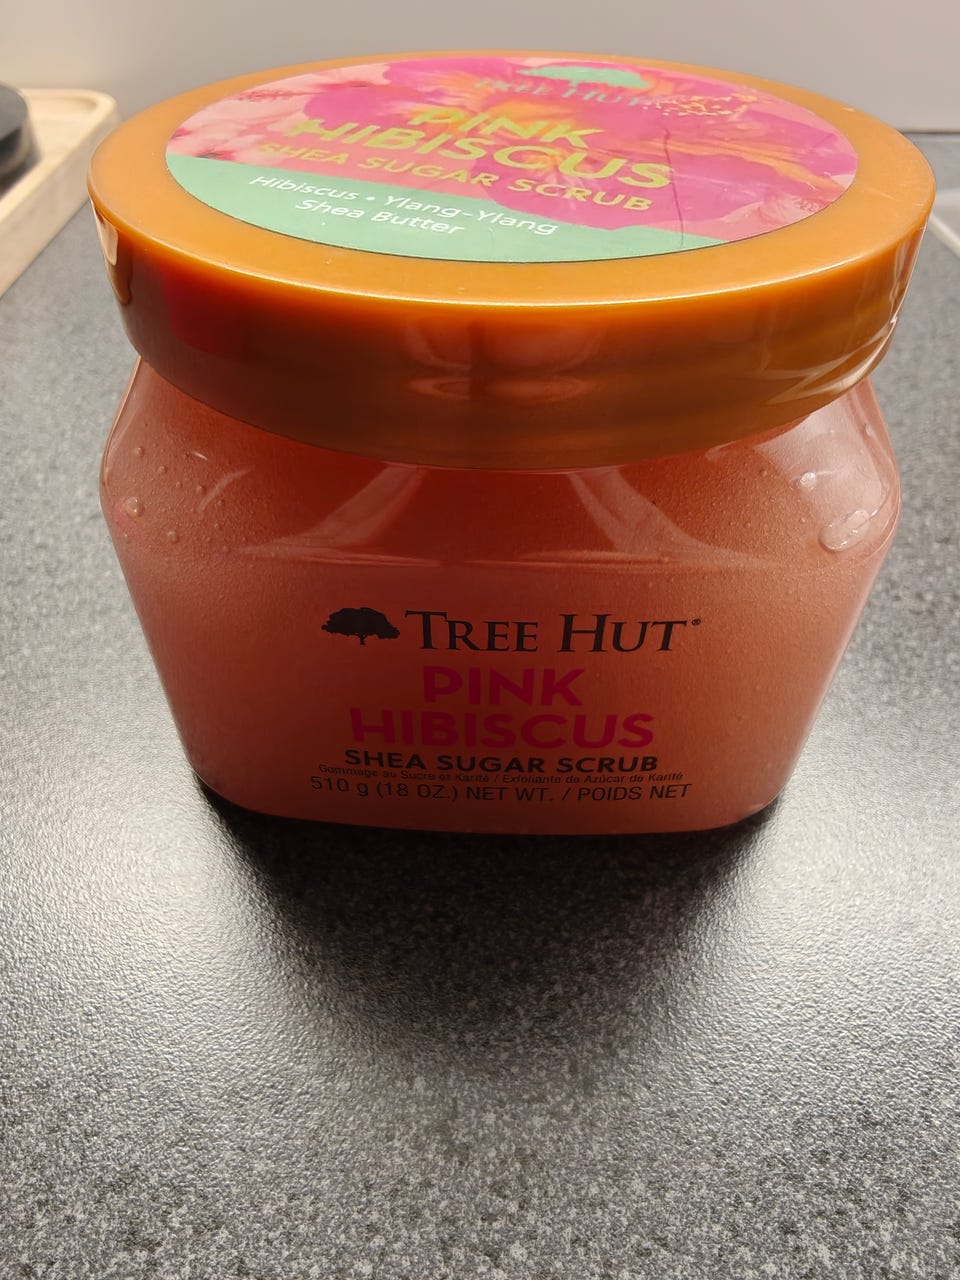 TREE HUT
PINK
HIBISCUS
SHEA SUGAR SCRUB
Hibiscus • Ylang-Ylang
Shea Butter
TREE HUT®
PINK
HIBISCUS
SHEA SUGAR SCRUB
Gommage au Sucre et Karité / Exfoliante de Azúcar de Karité
510 g (18 OZ.) NET WT. / POIDS NET